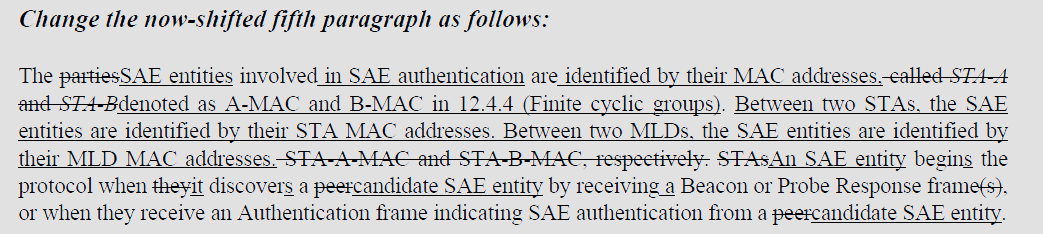 Change the now-shifted fifth paragraph as follows:
The partiesSAE entities involved in SAE authentication are identified by their MAC addresses, called STA-A
and STA-Bdenoted as A-MAC and B-MAC in 12.4.4 (Finite cyclic groups). Between two STAs, the SAE
entities are identified by their STA MAC addresses. Between two MLDs, the SAE entities are identified by
their MLD MAC addresses. STA-A-MAC and STA-B-MAC, respectively. STAsAn SAE entity begins the
protocol when theyit discovers a peercandidate SAE entity by receiving a Beacon or Probe Response frame(s),
or when they receive an Authentication frame indicating SAE authentication from a peercandidate SAE entity.